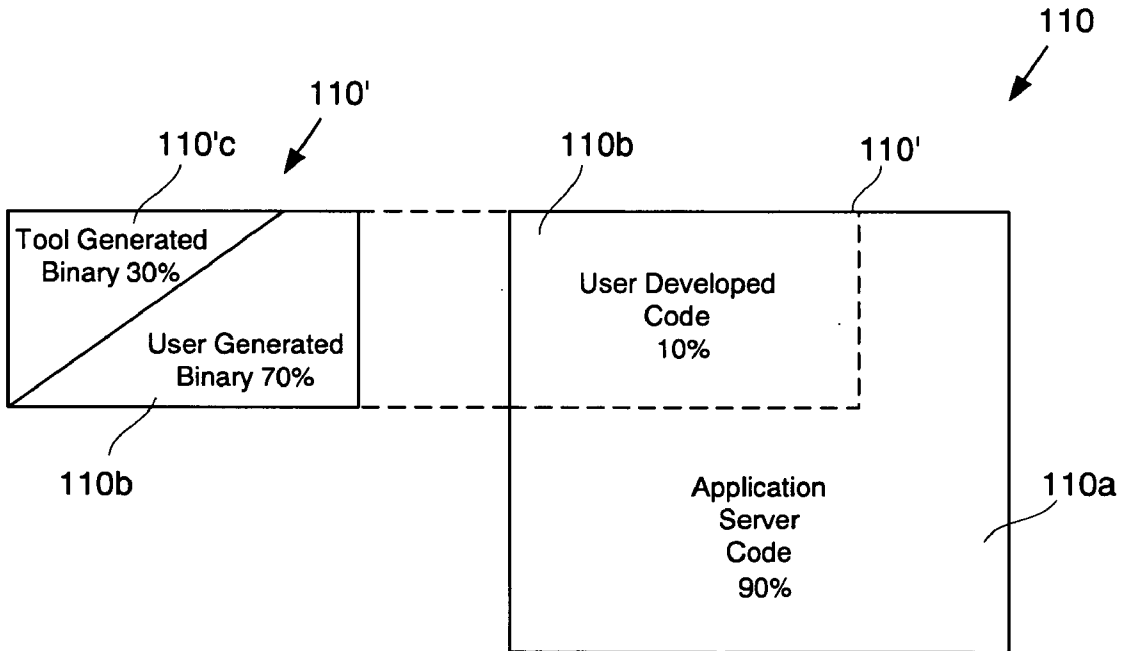 110
110'
110'c
110b
110'
Tool Generated
Binary 30%
User Generated
Binary 70%
User Developed
Code
10%
110b
Application
Server
Code
90%
110a